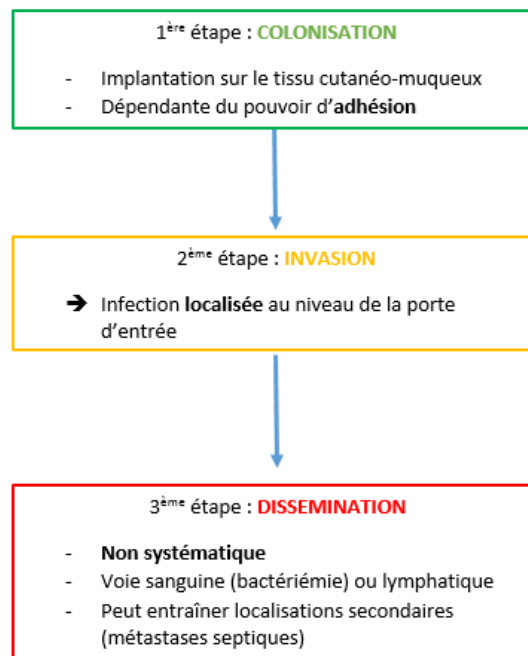 1ère étape : COLONISATION
- Implantation sur le tissu cutanéo-muqueux
- Dépendante du pouvoir d’adhésion
2ème étape : INVASION
➔ Infection localisée au niveau de la porte
d’entrée
3ème étape : DISSEMINATION
- Non systématique
- Voie sanguine (bactériémie) ou lymphatique
- Peut entraîner localisations secondaires
(métastases septiques)